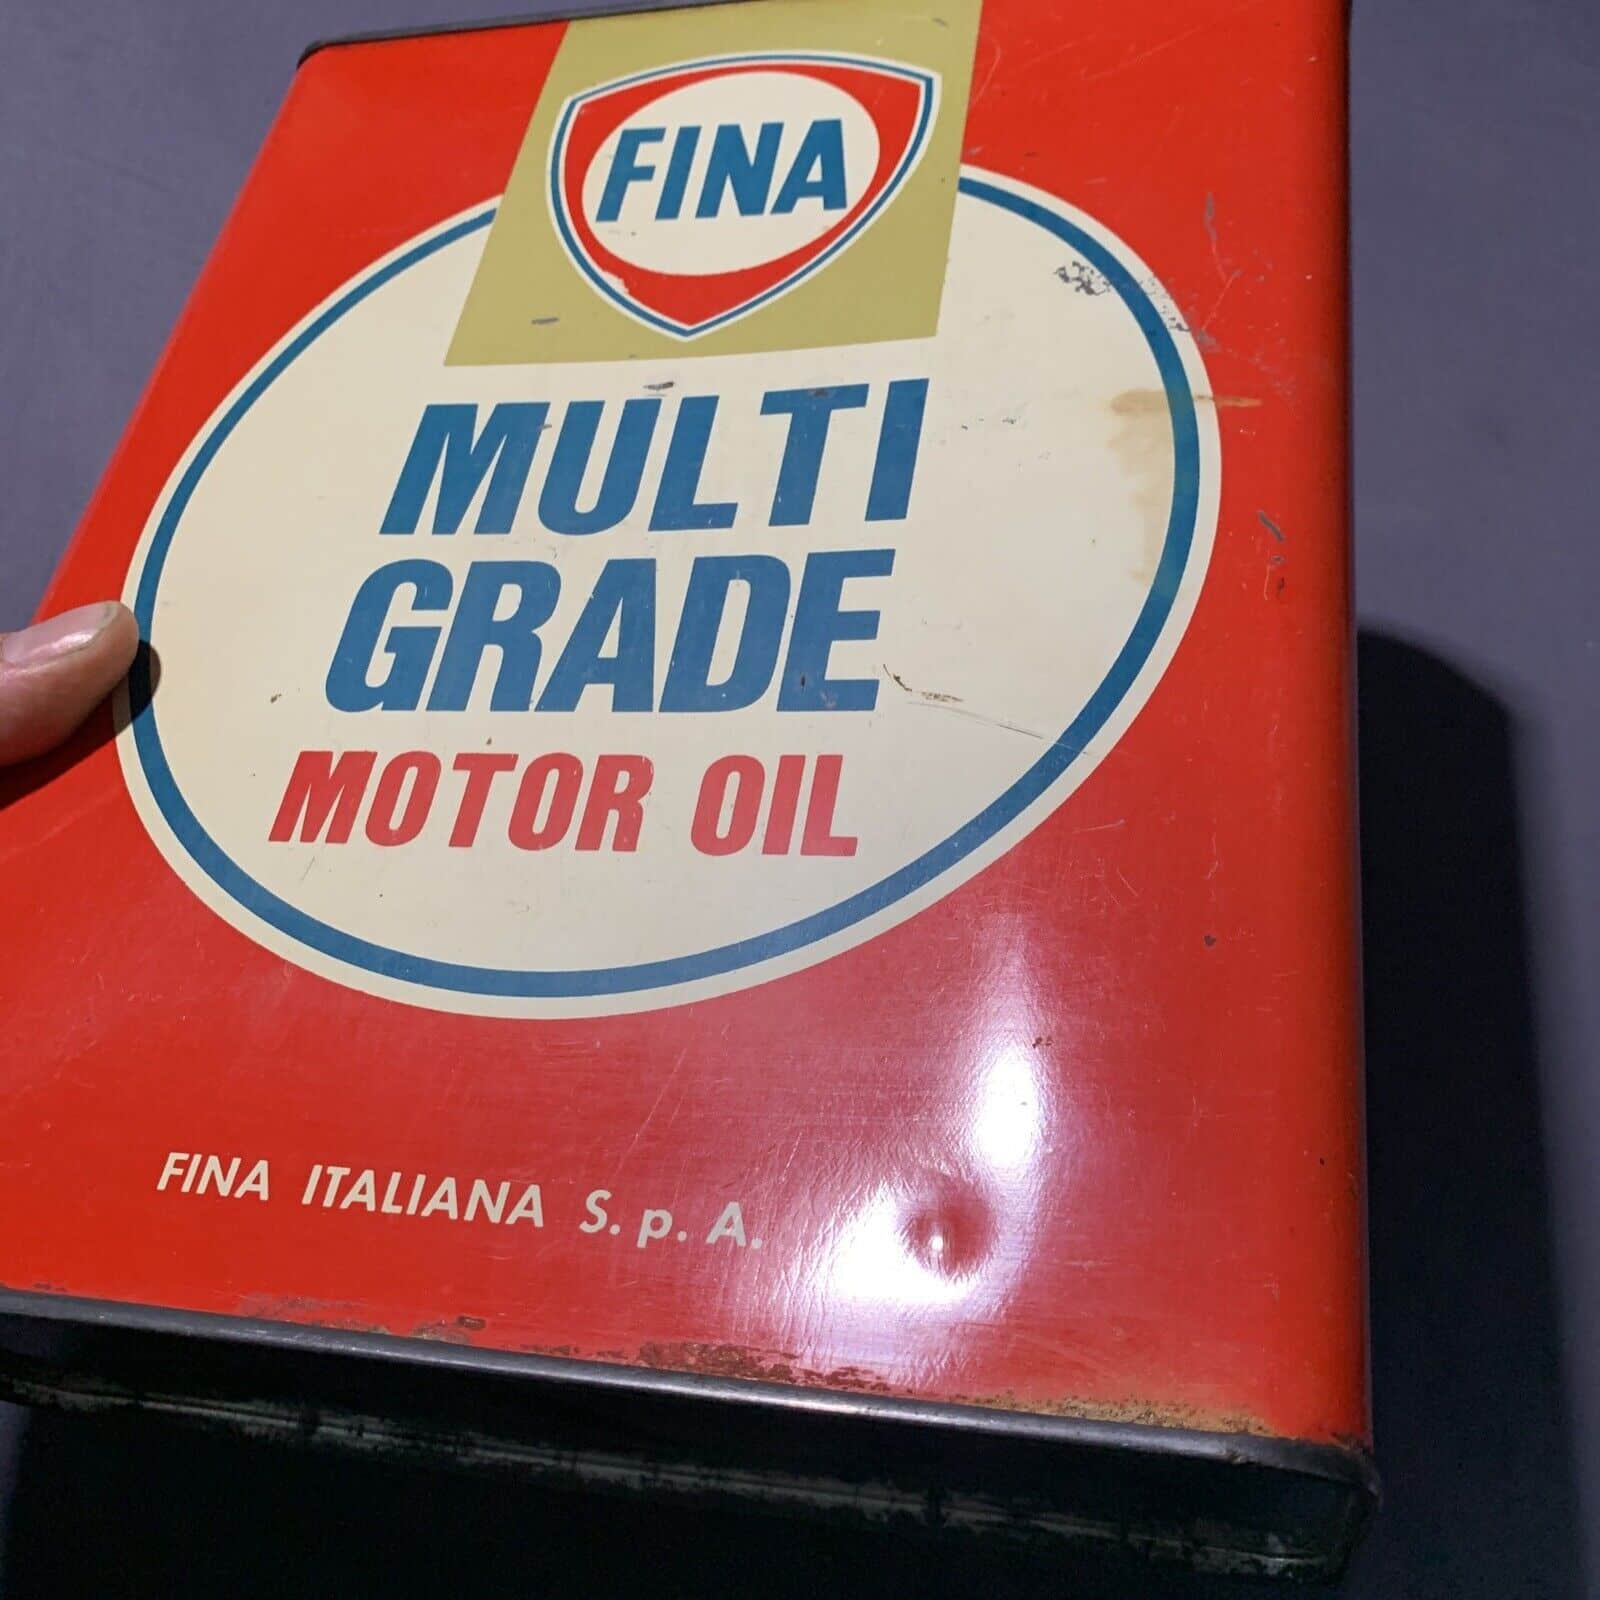 FINA
MULTI
GRADE
MOTOR OIL
FINA ITALIANA S.p.A.